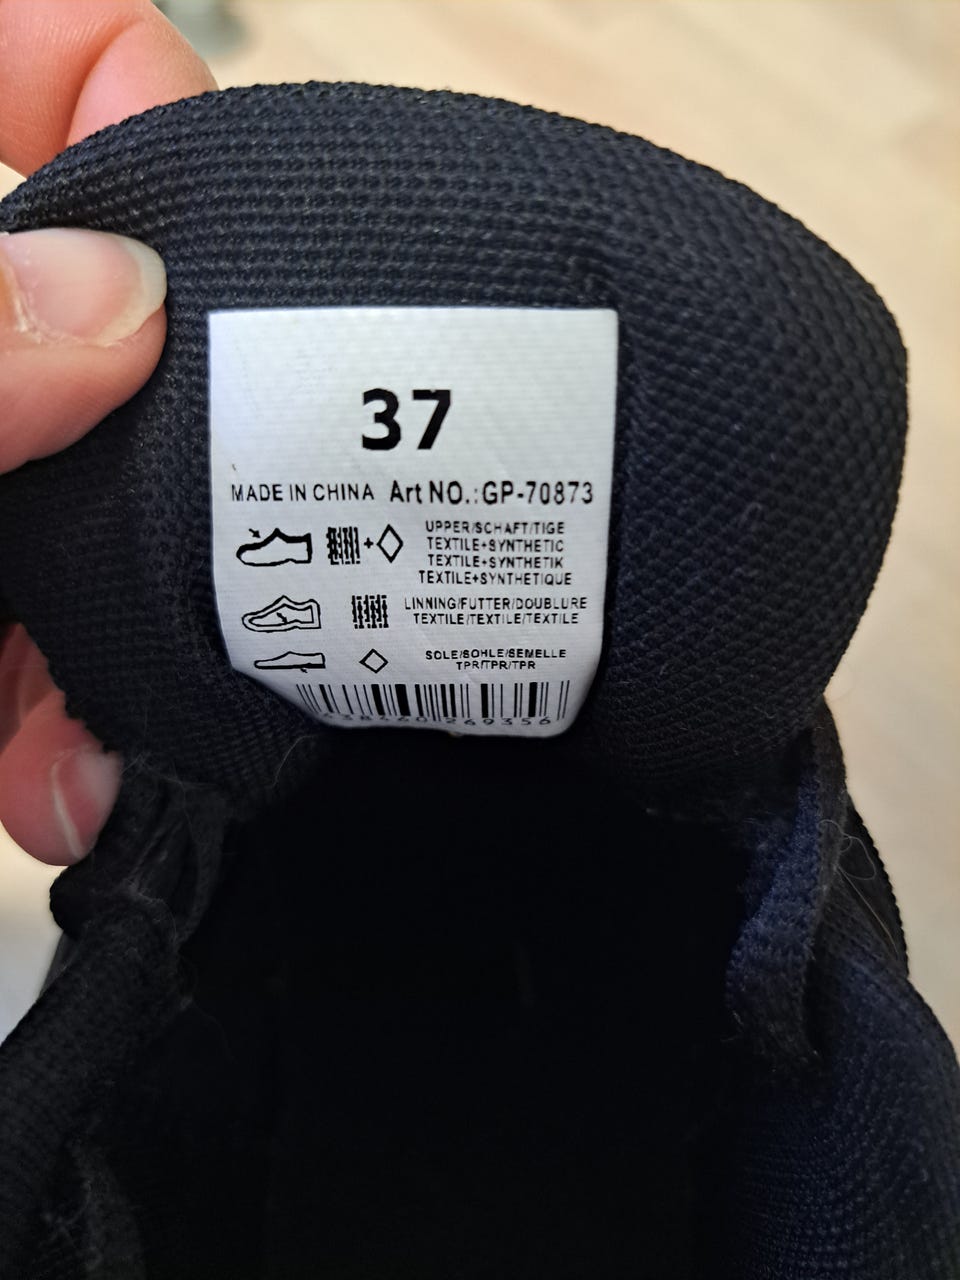 37
MADE IN CHINA Art NO.:GP-70873
+
UPPER/SCHAFT/TIGE
TEXTILE+SYNTHETIC
TEXTILE+SYNTHETIK
TEXTILE+SYNTHETIQUE
LINNING/FUTTER/DOUBLURE
TEXTILE/TEXTILE/TEXTILE
SOLE/SOHLE/SEMELLE
TPR/TPR/TPR
269356